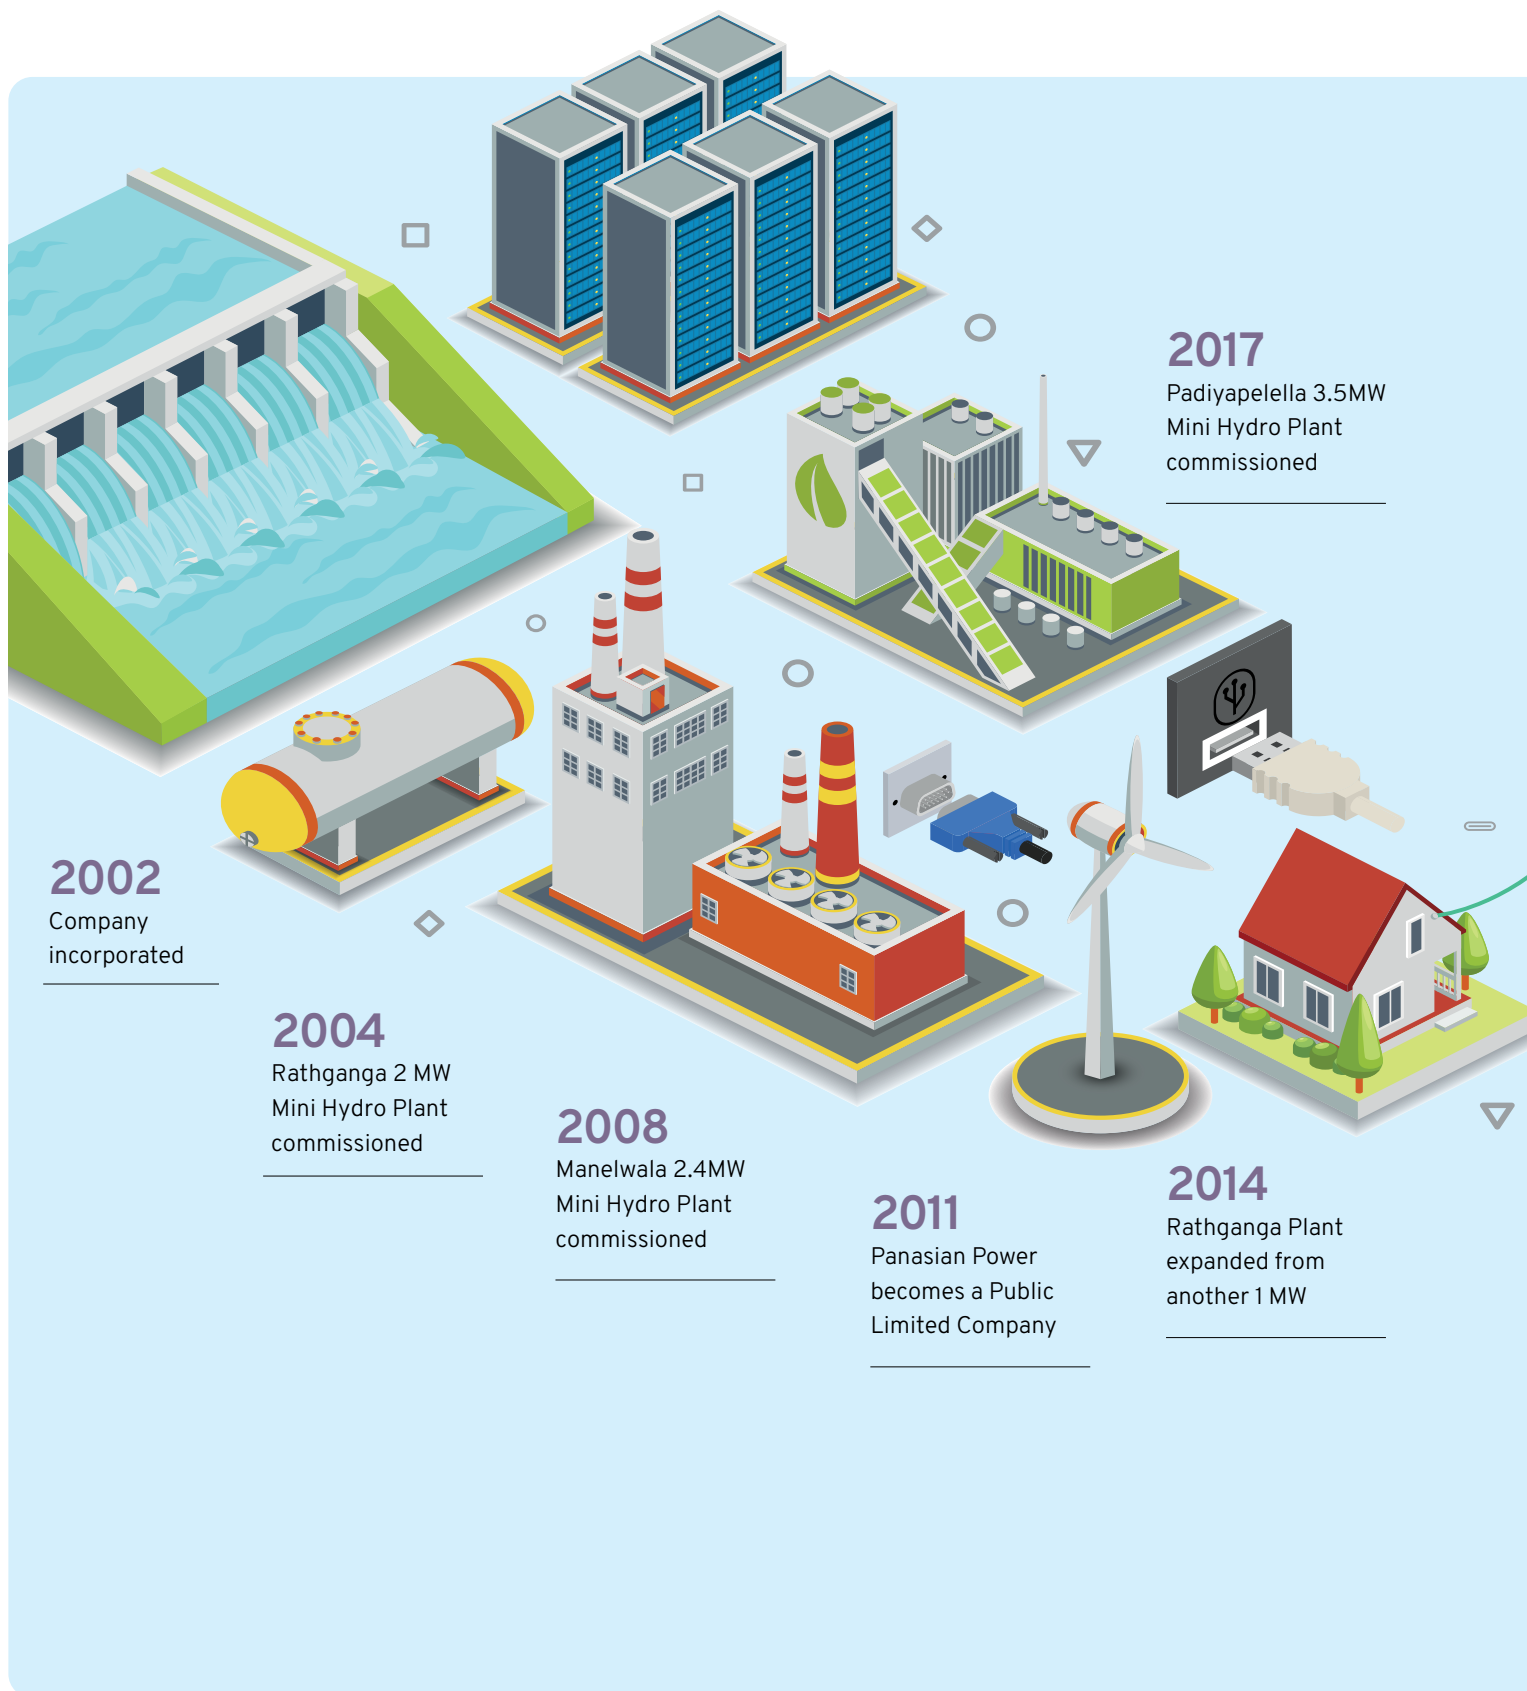 2002
Company
incorporated
2004
Rathganga 2 MW
Mini Hydro Plant
commissioned
2008
Manelwala 2.4MW
Mini Hydro Plant
commissioned
2011
Panasian Power
becomes a Public
Limited Company
2014
Rathganga Plant
expanded from
another 1 MW
2017
Padiyapelella 3.5MW
Mini Hydro Plant
commissioned